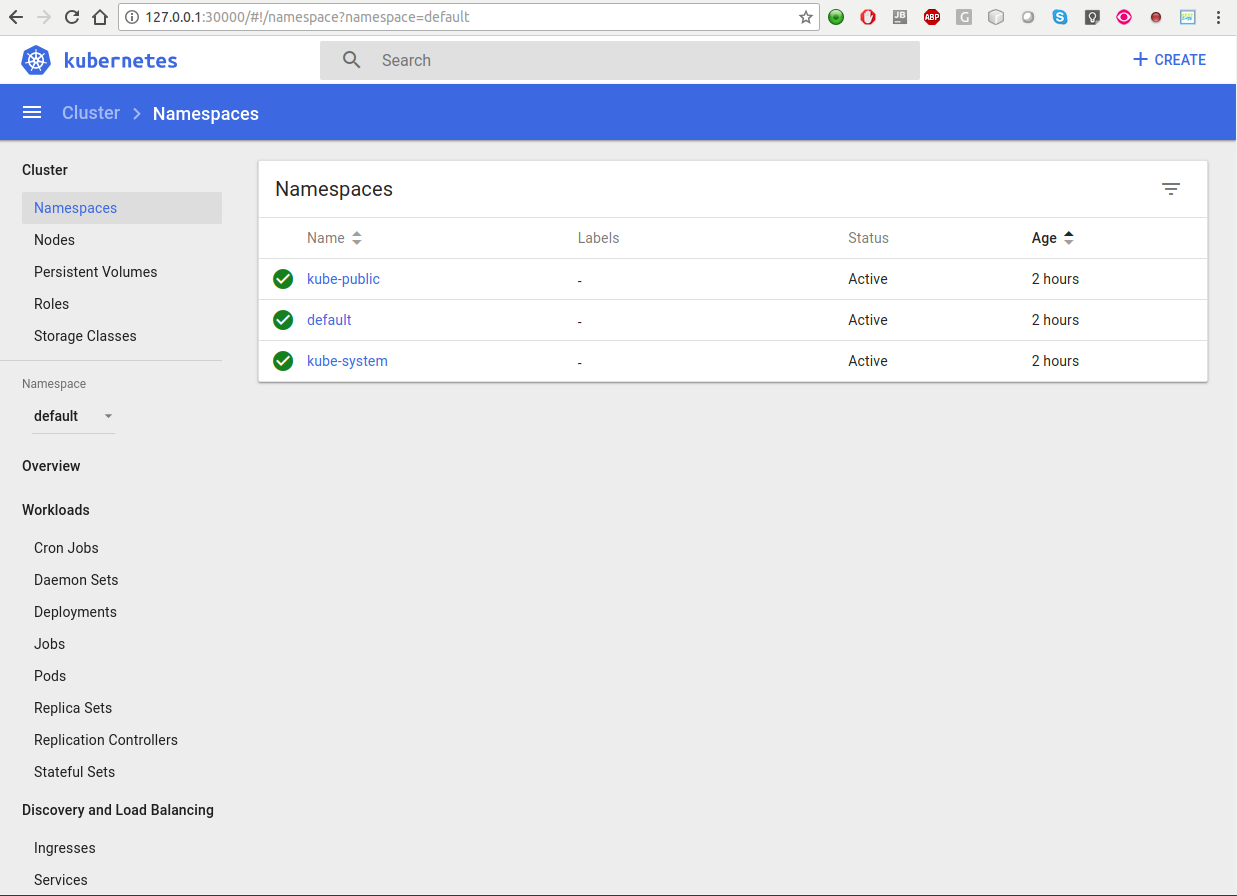 127.0.0.1:30000/#!/namespace?namespace=default
JB
ABP
G
S
kubernetes
Search
+ CREATE
Cluster > Namespaces
Cluster
Namespaces
Nodes
Persistent Volumes
Roles
Storage Classes
Namespace
default
Overview
Workloads
Cron Jobs
Daemon Sets
Deployments
Jobs
Pods
Replica Sets
Replication Controllers
Stateful Sets
Discovery and Load Balancing
Ingresses
Services
Namespaces
Name Labels Status Age
kube-public - Active 2 hours
default - Active 2 hours
kube-system - Active 2 hours